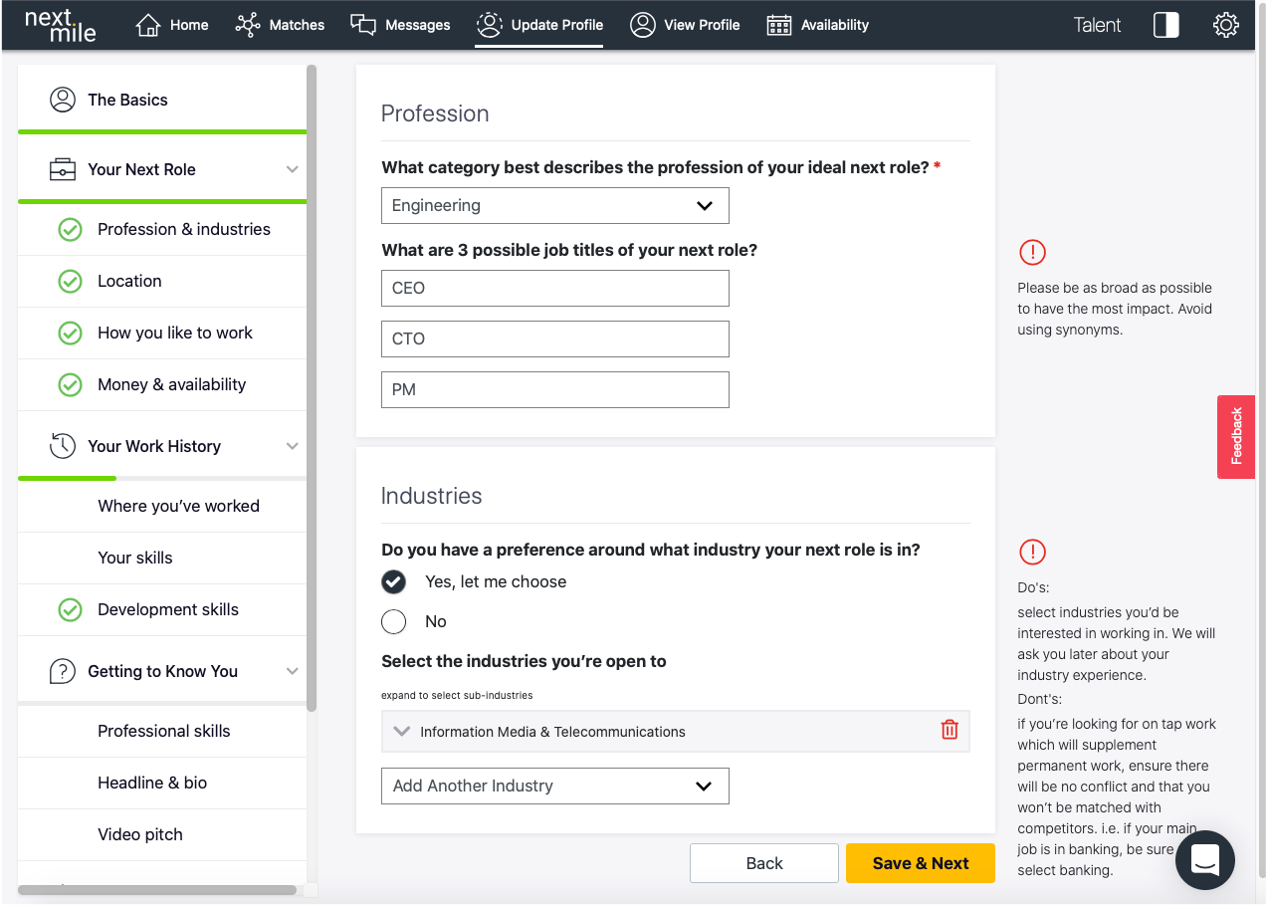 next mile
Home
Matches
Messages
Update Profile
View Profile
Availability
Talent
The Basics
Your Next Role
Profession & industries
Location
How you like to work
Money & availability
Your Work History
Where you've worked
Your skills
Development skills
Getting to Know You
Professional skills
Headline & bio
Video pitch
Profession
What category best describes the profession of your ideal next role? *
Engineering
What are 3 possible job titles of your next role?
CEO
CTO
PM
Please be as broad as possible
to have the most impact. Avoid
using synonyms.
Feedback
Industries
Do you have a preference around what industry your next role is in?
Yes, let me choose
No
Select the industries you're open to
expand to select sub-industries
Information Media & Telecommunications
Add Another Industry
Back
Save & Next
Do's:
select industries you'd be
interested in working in. We will
ask you later about your
industry experience.
Dont's:
if you're looking for on tap work
which will supplement
permanent work, ensure there
will be no conflict and that you
won't be matched with
competitors. i.e. if your main
job is in banking, be sure
select banking.